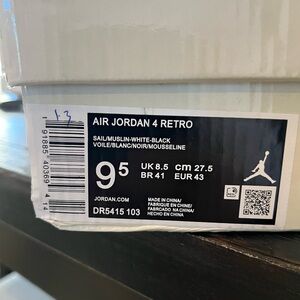 13
AIR JORDAN 4 RETRO
SAIL/MUSLIN-WHITE-BLACK
VOILE/BLANC/NOIR/MOUSSELINE
9 5
UK 8.5 cm 27.5
BR 41 EUR 43
JORDAN.COM
DR5415 103
MADE IN CHINA/
FABRIQUE EN CHINE/
FABRICADO NA CHINA/
HECHO EN CHINA